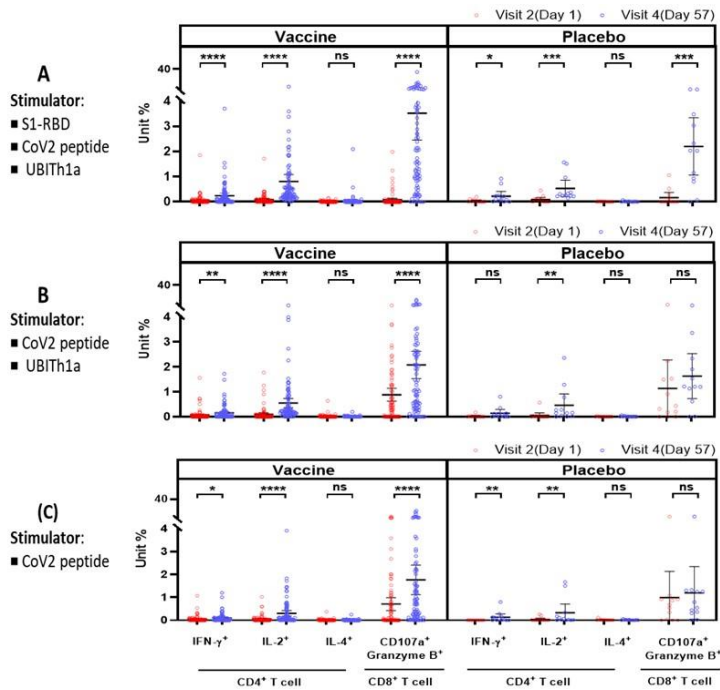 Visit 2(Day 1) Visit 4(Day 57)
Vaccine Placebo
A
Stimulator:
S1-RBD
CoV2 peptide
UBITh1a
Unit %
40
4
3
2
1
0
**** **** ns **** * *** ns ***
Visit 2(Day 1) Visit 4(Day 57)
Vaccine Placebo
B
Stimulator:
CoV2 peptide
UBITh1a
Unit %
40
4
3
2
1
0
** **** ns **** ns ** ns ns
Visit 2(Day 1) Visit 4(Day 57)
Vaccine Placebo
(C)
Stimulator:
CoV2 peptide
Unit %
40
4
3
2
1
0
* **** ns **** ** ** ns ns
IFN-γ⁺ IL-2⁺ IL-4⁺ CD107a⁺ IFN-γ⁺ IL-2⁺ IL-4⁺ CD107a⁺
Granzyme B⁺ Granzyme B⁺
CD4⁺ T cell CD8⁺ T cell CD4⁺ T cell CD8⁺ T cell